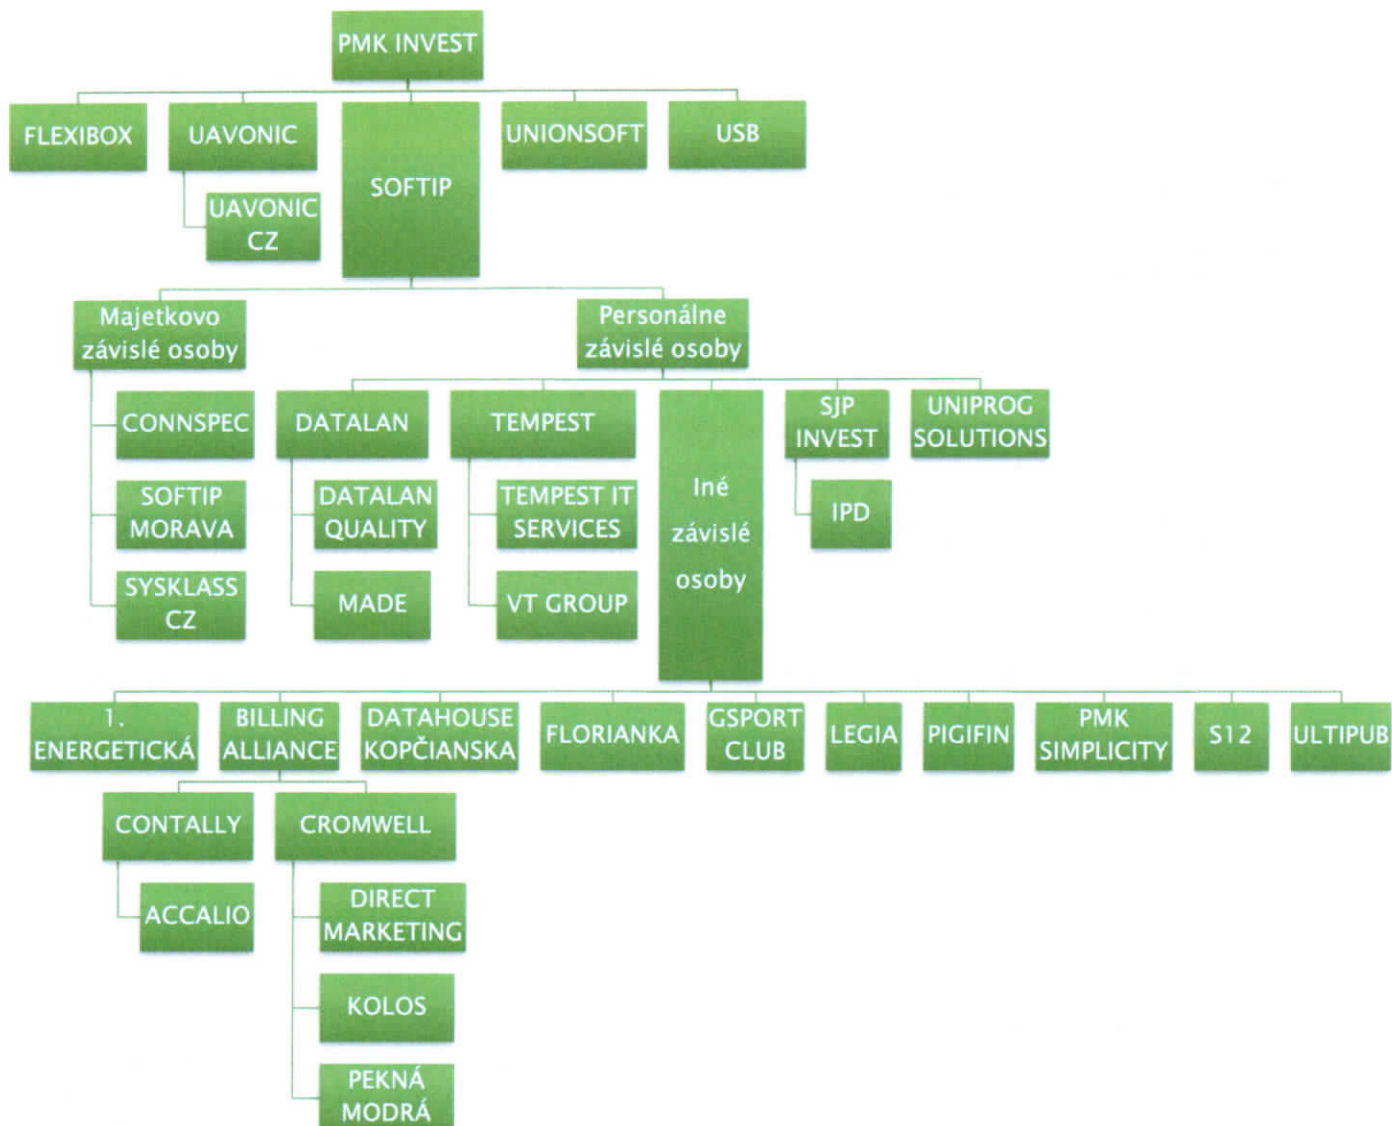 PMK INVEST
FLEXIBOX
UAVONIC
SOFTIP
UNIONSOFT
USB
UAVONIC
CZ
Majetkovo
závislé osoby
Personálne
závislé osoby
CONNSPEC
SOFTIP
MORAVA
SYSKLASS
CZ
DATALAN
DATALAN
QUALITY
MADE
TEMPEST
TEMPEST IT
SERVICES
VT GROUP
Iné
závislé
osoby
SJP
INVEST
IPD
UNIPROG
SOLUTIONS
1.
ENERGETICKÁ
BILLING
ALLIANCE
DATAHOUSE
KOPČIANSKA
FLORIANKA
GSPORT
CLUB
LEGIA
PIGIFIN
PMK
SIMPLICITY
S12
ULTIPUB
CONTALLY
ACCALIO
CROMWELL
DIRECT
MARKETING
KOLOS
PEKNÁ
MODRÁ